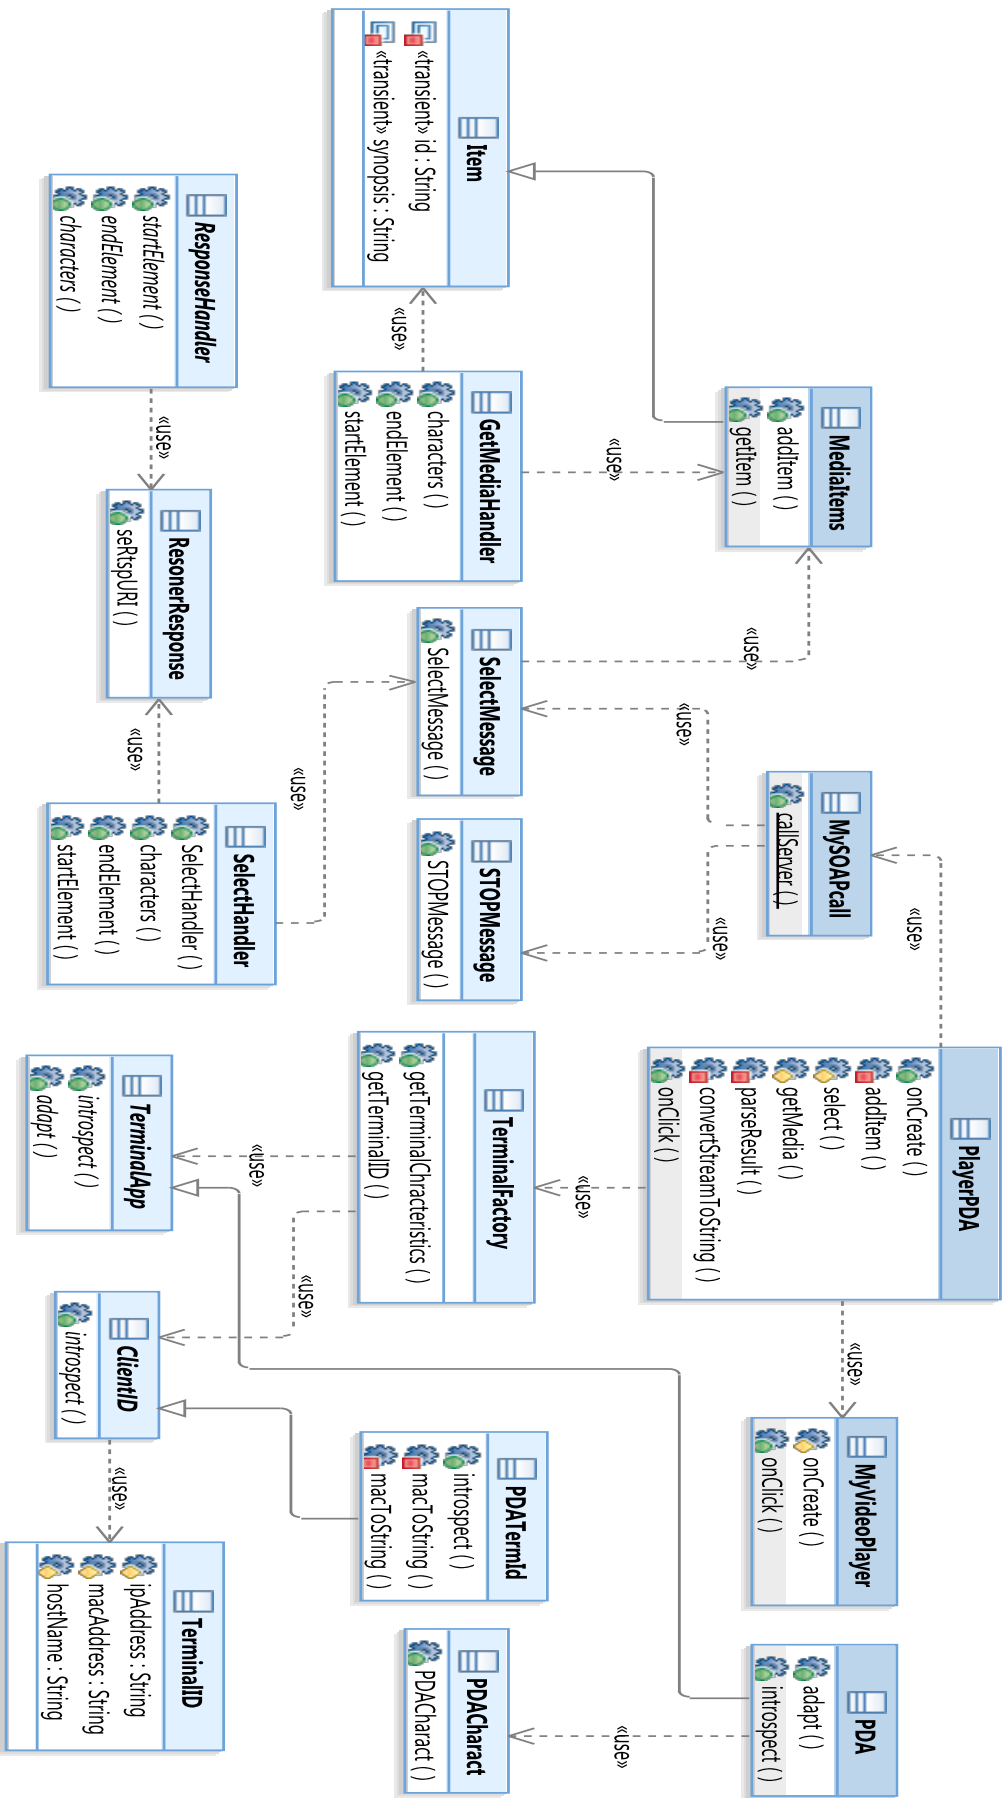 MediaItems
addItem ( )
getItem ( )
MySOAPcall
callServer ( )
PlayerPDA
onCreate ( )
addItem ( )
select ( )
getMedia ( )
parseResult ( )
convertStreamToString ( )
onClick ( )
MyVideoPlayer
onCreate ( )
onClick ( )
PDA
adapt ( )
introspect ( )
«use»
«use»
«use»
«use»
«use»
«use»
«use»
«use»
Item
«transient» id : String
«transient» synopsis : String
«use»
GetMediaHandler
characters ( )
endElement ( )
startElement ( )
SelectMessage
SelectMessage ( )
STOPMessage
STOPMessage ( )
TerminalFactory
getTerminalChracteristics ( )
getTerminalID ( )
PDATermId
introspect ( )
macToString ( )
macToString ( )
PDACharact
PDACharact ( )
«use»
«use»
«use»
ResponseHandler
startElement ( )
endElement ( )
characters ( )
«use»
ResonerResponse
seRtspURI ( )
«use»
SelectHandler
SelectHandler ( )
characters ( )
endElement ( )
startElement ( )
TerminalApp
introspect ( )
adapt ( )
ClientID
introspect ( )
«use»
TerminalID
ipAddress : String
macAddress : String
hostName : String